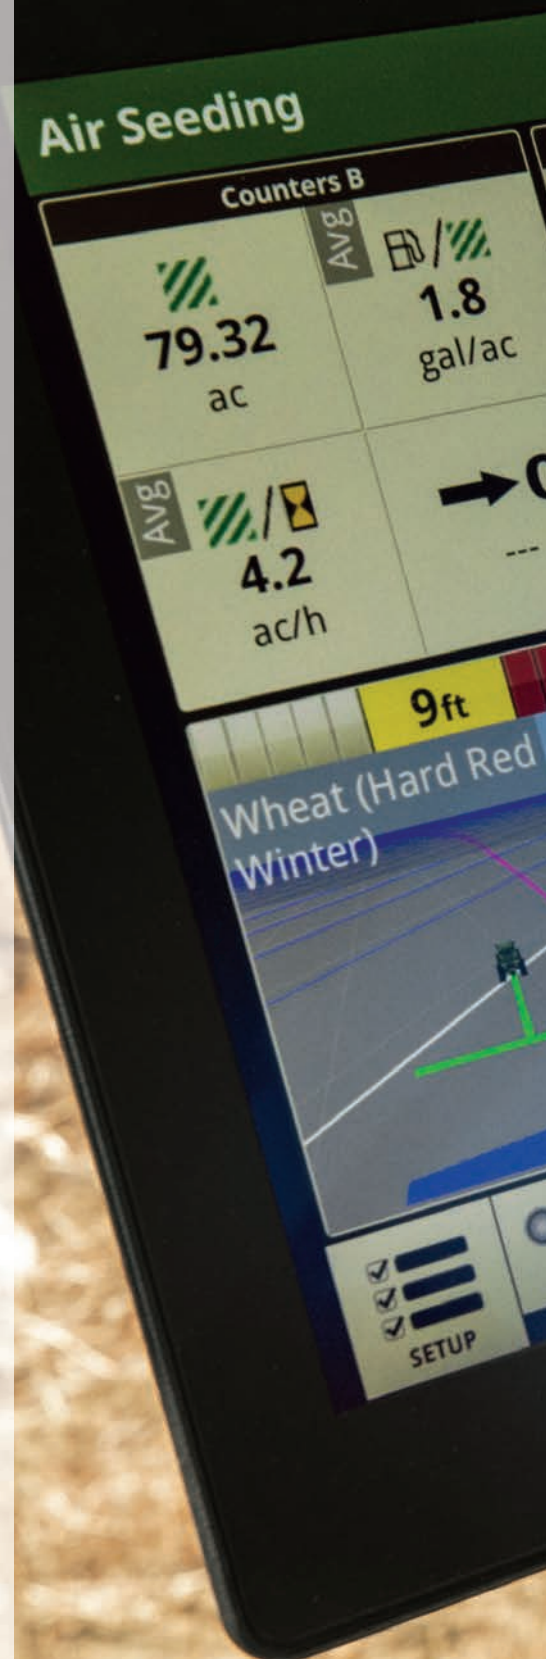 Air Seeding
Counters B
79.32
ac
Avg
1.8
gal/ac
Avg
4.2
ac/h
0
---
9ft
Wheat (Hard Red
Winter)
SETUP